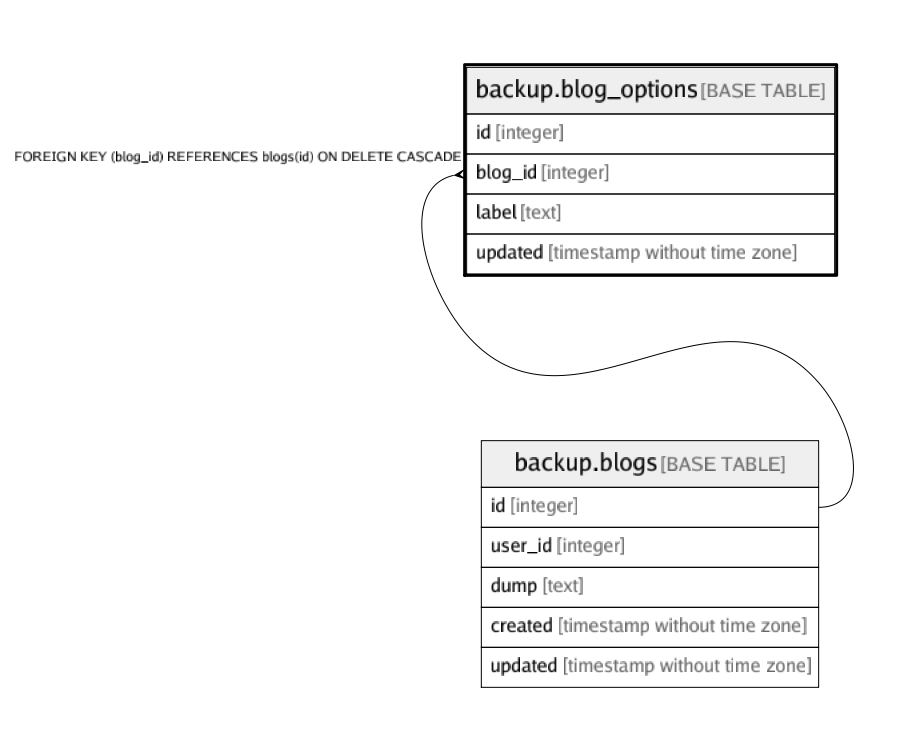 backup.blog_options [BASE TABLE]
id [integer]
FOREIGN KEY (blog_id) REFERENCES blogs(id) ON DELETE CASCADE
blog_id [integer]
label [text]
updated [timestamp without time zone]
backup.blogs [BASE TABLE]
id [integer]
user_id [integer]
dump [text]
created [timestamp without time zone]
updated [timestamp without time zone]